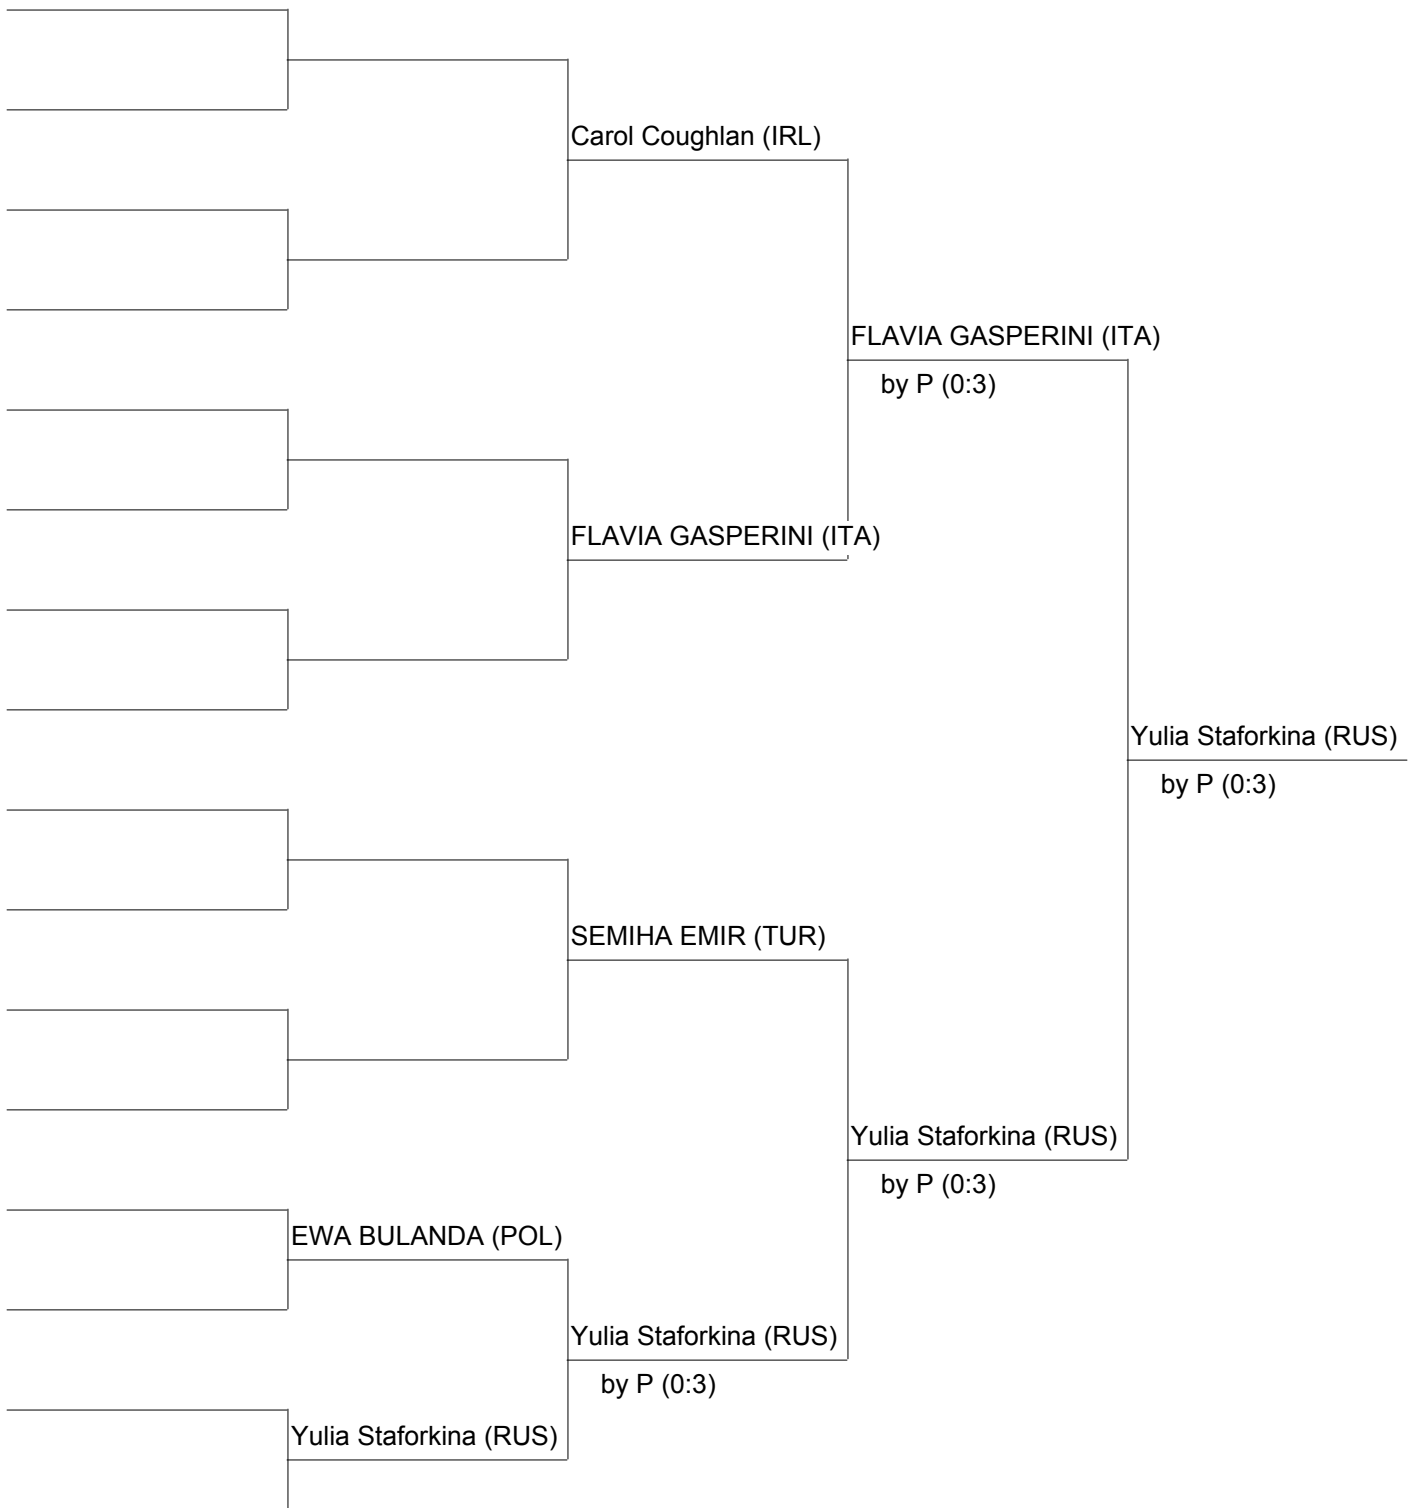 Carol Coughlan (IRL)
FLAVIA GASPERINI (ITA)
by P (0:3)
FLAVIA GASPERINI (ITA)
Yulia Staforkina (RUS)
by P (0:3)
SEMIHA EMIR (TUR)
Yulia Staforkina (RUS)
by P (0:3)
EWA BULANDA (POL)
Yulia Staforkina (RUS)
by P (0:3)
Yulia Staforkina (RUS)